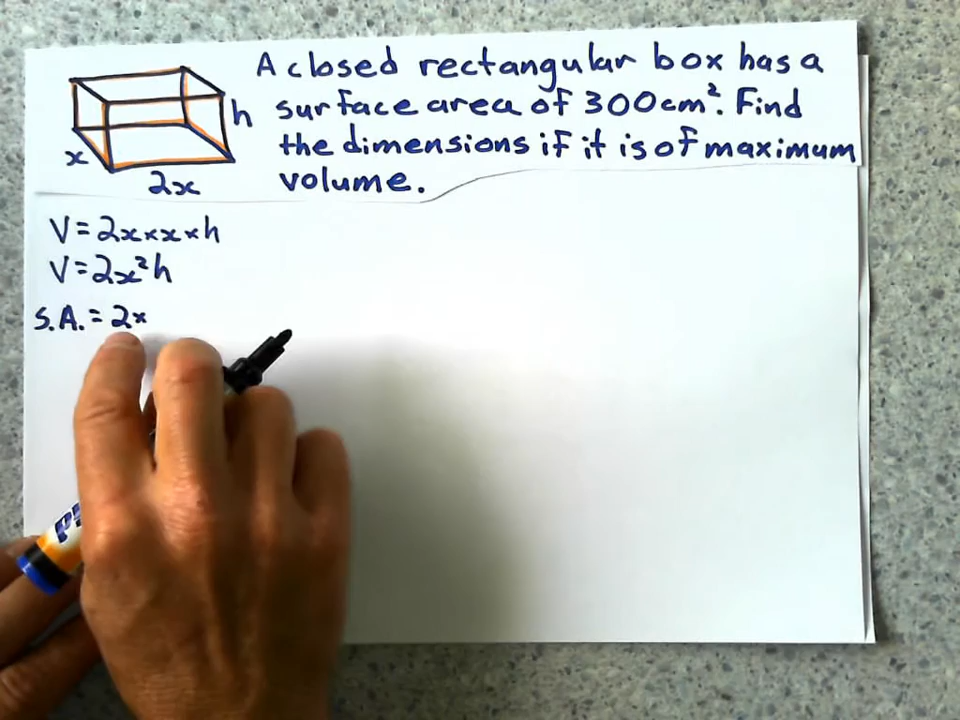 A closed rectangular box has a
surface area of 300cm². Find
the dimensions if it is of maximum
volume.
h
x
2x
V=2x×x×h
V=2x²h
S.A.=2x